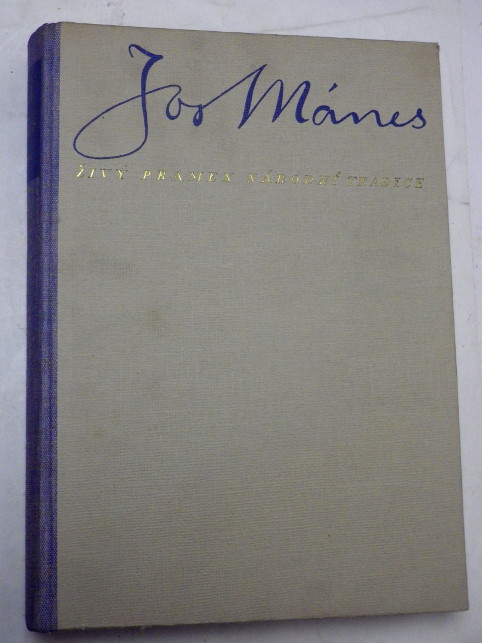 Jos Mánes
ŽIVÝ PRAMEN NÁRODNÍ TRADICE